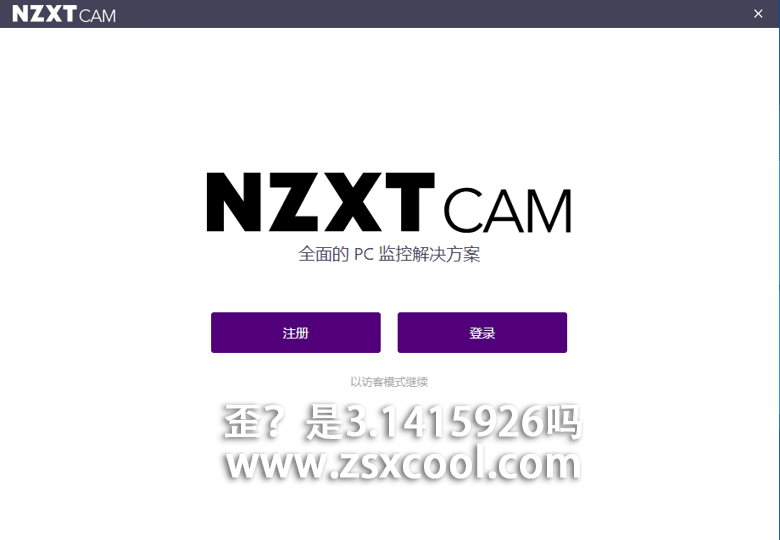 NZXT CAM
NZXT CAM
全面的 PC 监控解决方案
注册
登录
以访客模式继续
歪？是3.1415926吗
www.zsxcool.com